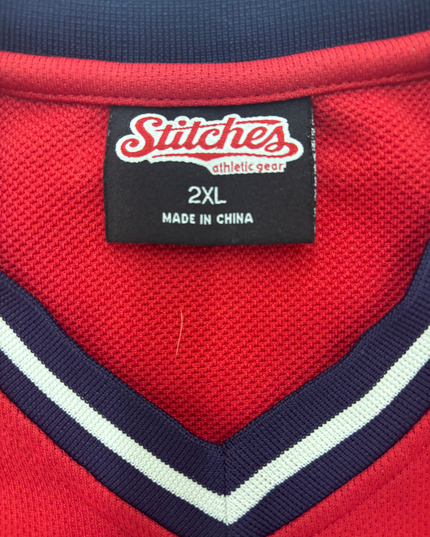 Stitches
athletic gear.
2XL
MADE IN CHINA